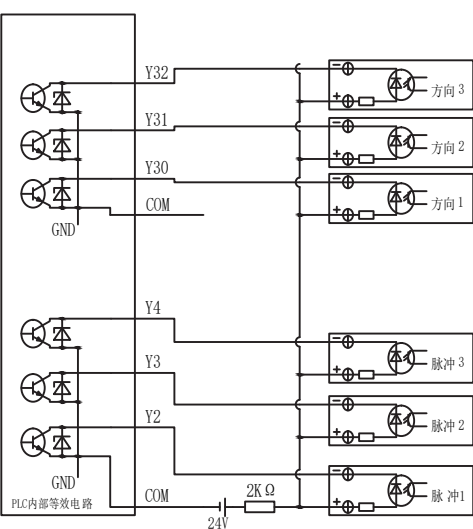 Y32
方向 3
Y31
方向 2
Y30
方向 1
COM
GND
Y4
脉冲 3
Y3
脉冲 2
Y2
GND
PLC内部等效电路
COM
2KΩ
24V
脉 冲1